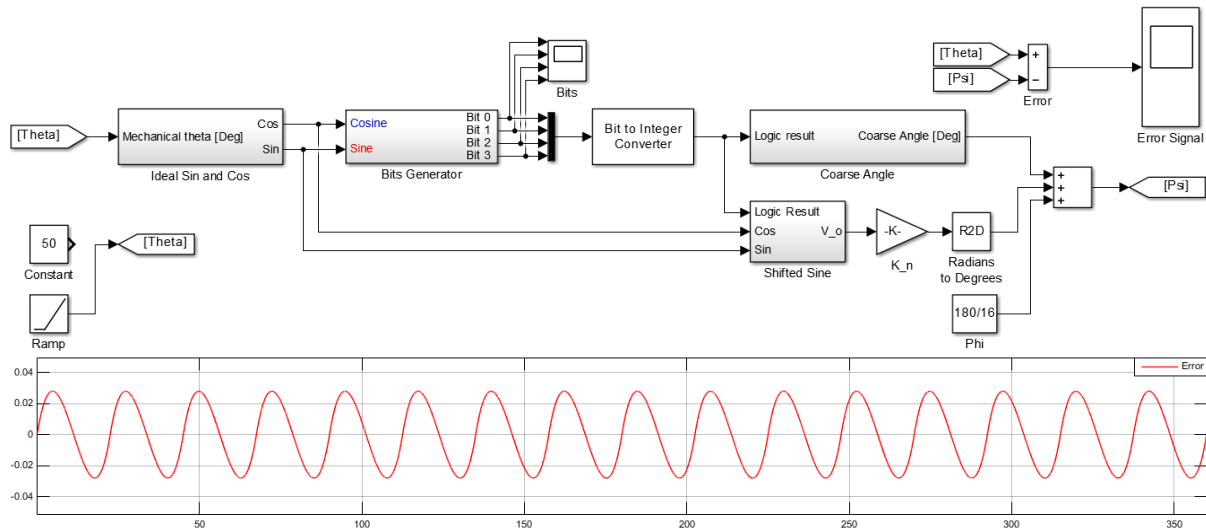 [Theta]
[Psi]
Error
Error Signal
Bits
[Theta]
Mechanical theta [Deg]
Cos
Sin
Ideal Sin and Cos
Cosine
Sine
Bit 0
Bit 1
Bit 2
Bit 3
Bits Generator
Bit to Integer
Converter
Logic result
Coarse Angle [Deg]
Coarse Angle
+
−
+
+
+
[Psi]
Logic Result
Cos
Sin
V_o
Shifted Sine
-K-
K_n
R2D
Radians
to Degrees
180/16
Phi
50
Constant
[Theta]
Ramp
Error
0.04
0.02
0
-0.02
-0.04
50
100
150
200
250
300
350